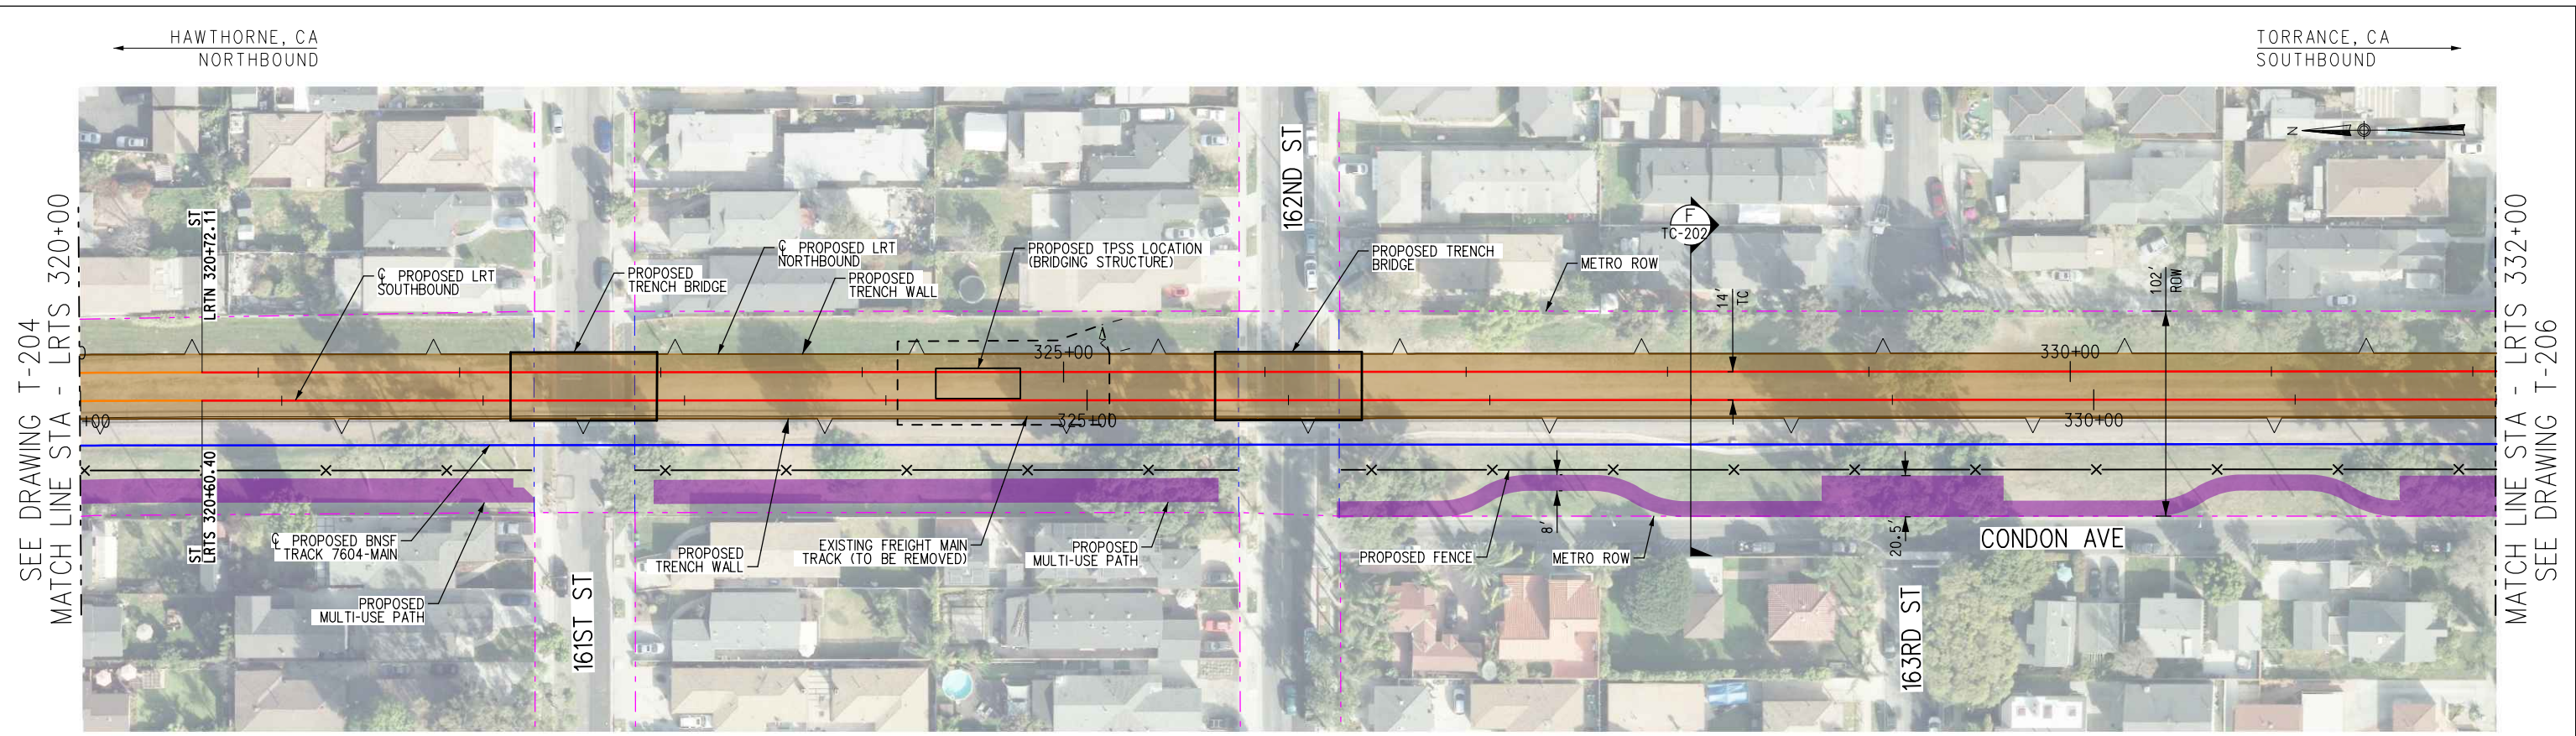 HAWTHORNE, CA
NORTHBOUND
TORRANCE, CA
SOUTHBOUND
N
SEE DRAWING T-204
MATCH LINE STA - LRTS 320+00
ST
LRTN 320+72.11
ST
LRTS 320+60.40
℄ PROPOSED LRT
SOUTHBOUND
PROPOSED
TRENCH BRIDGE
℄ PROPOSED LRT
NORTHBOUND
PROPOSED
TRENCH WALL
PROPOSED TPSS LOCATION
(BRIDGING STRUCTURE)
162ND ST
PROPOSED TRENCH
BRIDGE
METRO ROW
F
TC-202
14'
TC
102'
ROW
325+00
330+00
+00
325+00
330+00
℄ PROPOSED BNSF
TRACK 7604-MAIN
PROPOSED
MULTI-USE PATH
161ST ST
PROPOSED
TRENCH WALL
EXISTING FREIGHT MAIN
TRACK (TO BE REMOVED)
PROPOSED
MULTI-USE PATH
PROPOSED FENCE
8'
METRO ROW
20.5'
CONDON AVE
163RD ST
MATCH LINE STA - LRTS 332+00
SEE DRAWING T-206